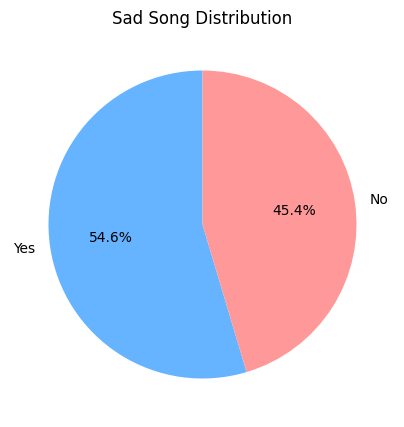 Sad Song Distribution
No
45.4%
54.6%
Yes